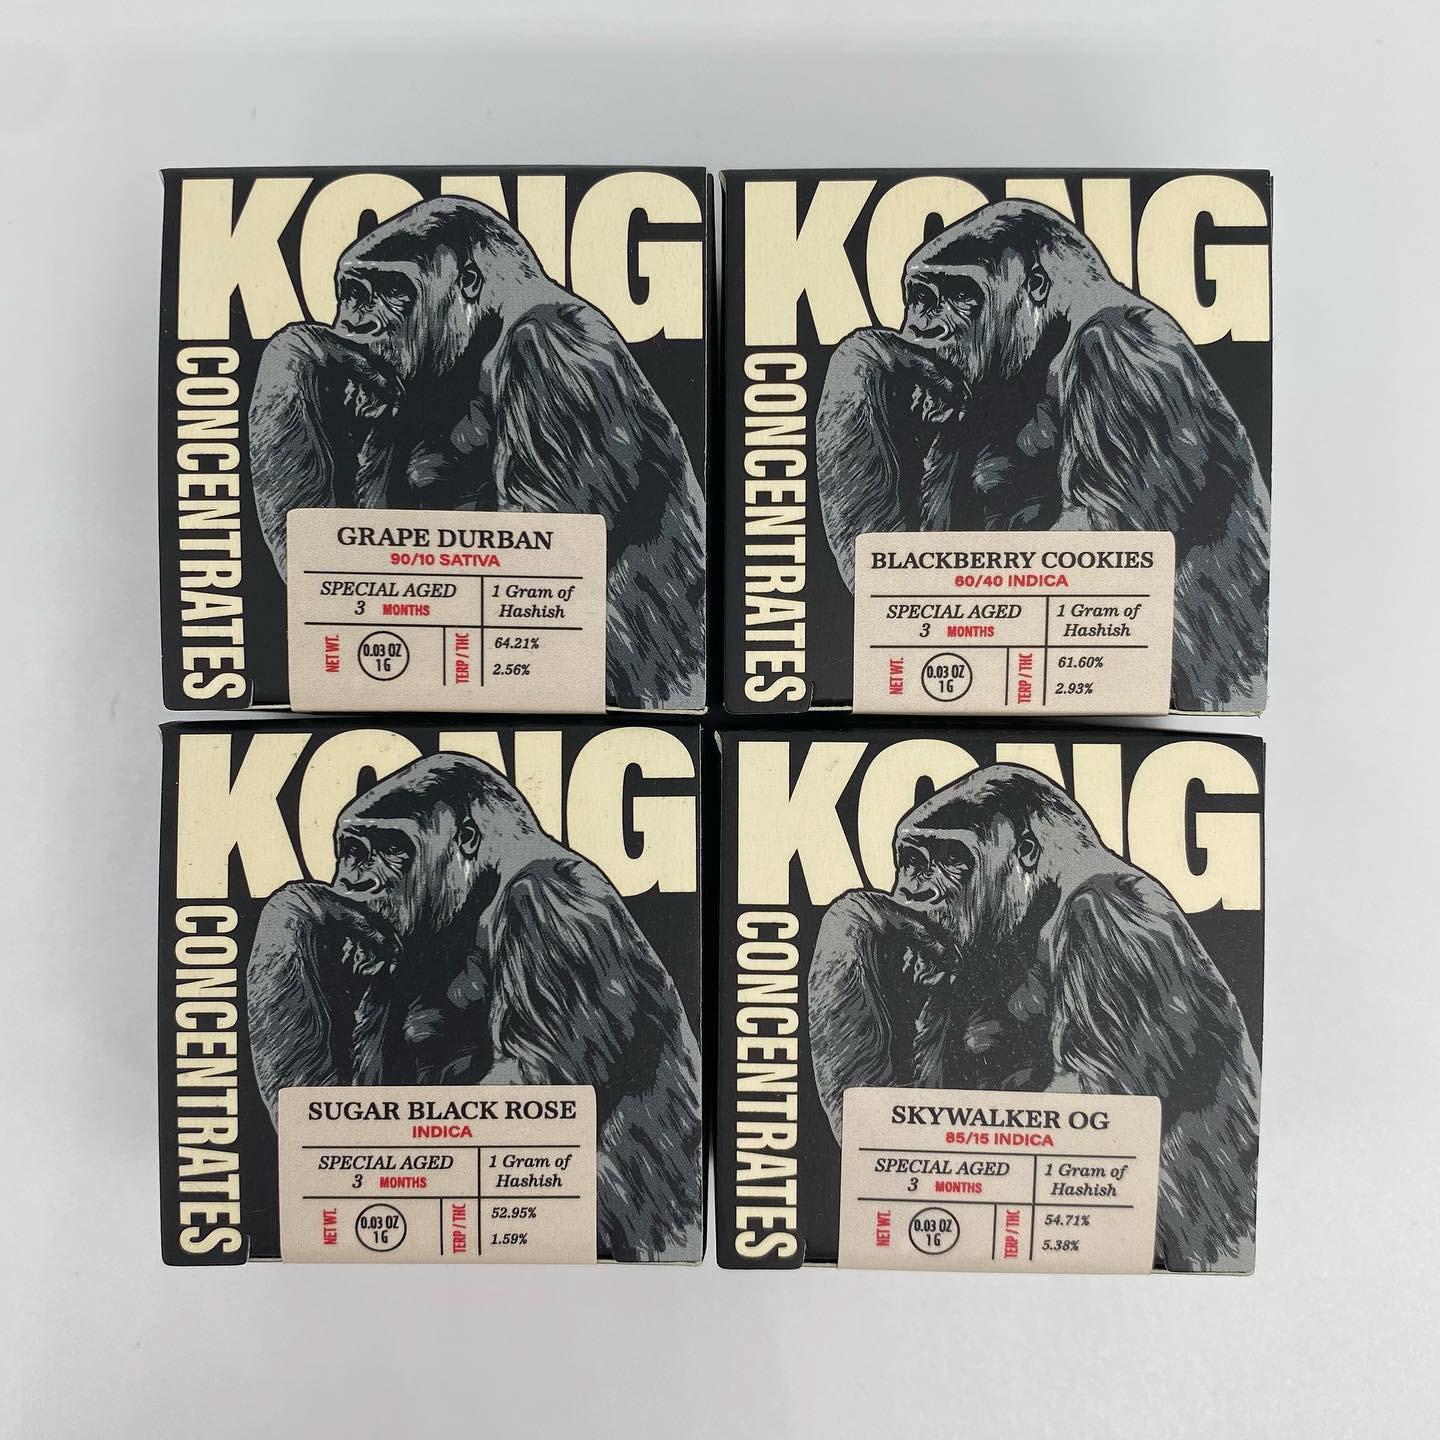 KONG
CONCENTRATES
GRAPE DURBAN
90/10 SATIVA
SPECIAL AGED
3 MONTHS
1 Gram of
Hashish
NET WT.
0.03 OZ
1G
TERP / THC
64.21%
2.56%
KONG
CONCENTRATES
BLACKBERRY COOKIES
60/40 INDICA
SPECIAL AGED
3 MONTHS
1 Gram of
Hashish
NET WT.
0.03 OZ
1G
TERP / THC
61.60%
2.93%
KONG
CONCENTRATES
SUGAR BLACK ROSE
INDICA
SPECIAL AGED
3 MONTHS
1 Gram of
Hashish
NET WT.
0.03 OZ
1G
TERP / THC
52.95%
1.59%
KONG
CONCENTRATES
SKYWALKER OG
85/15 INDICA
SPECIAL AGED
3 MONTHS
1 Gram of
Hashish
NET WT.
0.03 OZ
1G
TERP / THC
54.71%
5.38%